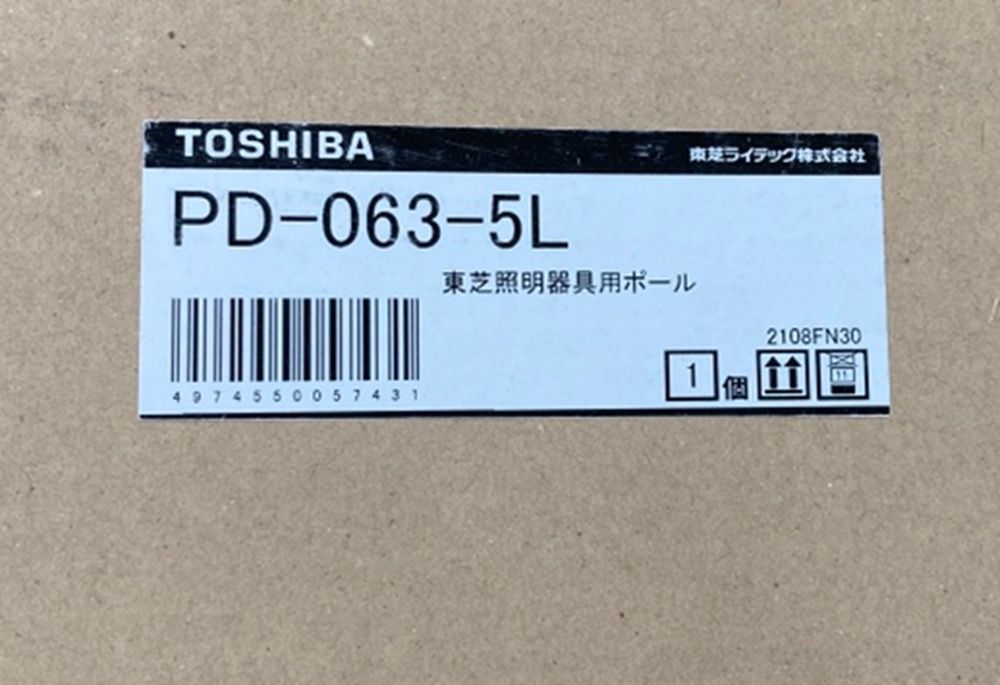 TOSHIBA
東芝ライテック株式会社
PD-063-5L
東芝照明器具用ポール
4974550057431
2108FN30
1個
11